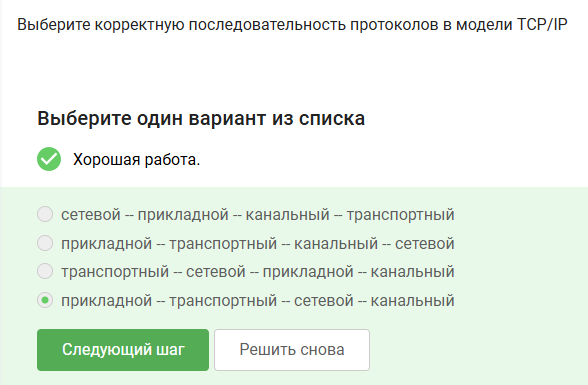 Выберите корректную последовательность протоколов в модели TCP/IP
Выберите один вариант из списка
Хорошая работа.
сетевой -- прикладной -- канальный -- транспортный
прикладной -- транспортный -- канальный -- сетевой
транспортный -- сетевой -- прикладной -- канальный
прикладной -- транспортный -- сетевой -- канальный
Следующий шаг
Решить снова